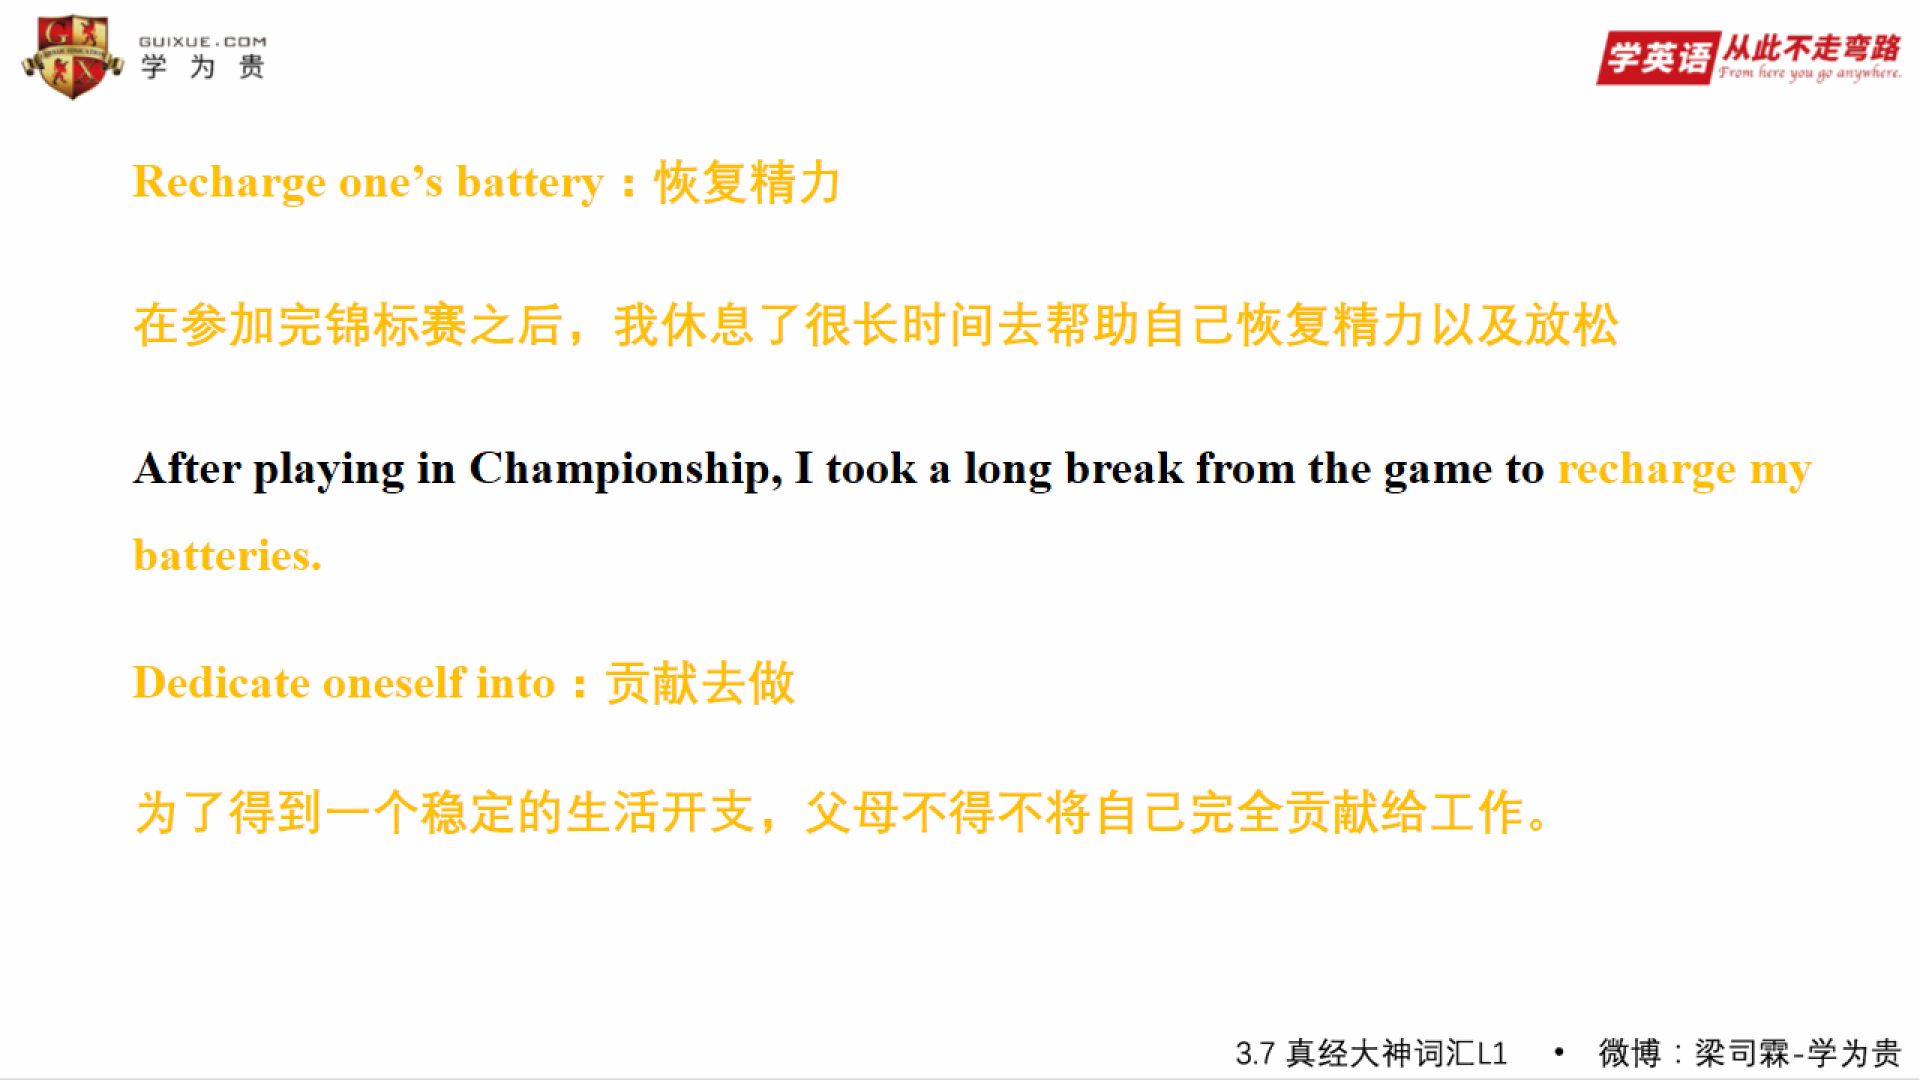 GUIXUE.COM
学为贵
学英语 从此不走弯路
From here you go anywhere.
Recharge one’s battery：恢复精力
在参加完锦标赛之后，我休息了很长时间去帮助自己恢复精力以及放松
After playing in Championship, I took a long break from the game to recharge my
batteries.
Dedicate oneself into：贡献去做
为了得到一个稳定的生活开支，父母不得不将自己完全贡献给工作。
3.7 真经大神词汇L1 • 微博：梁司霖-学为贵